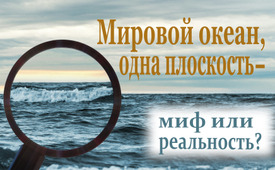 Мировой океан,
одна плоскость–
миф или
реальность?